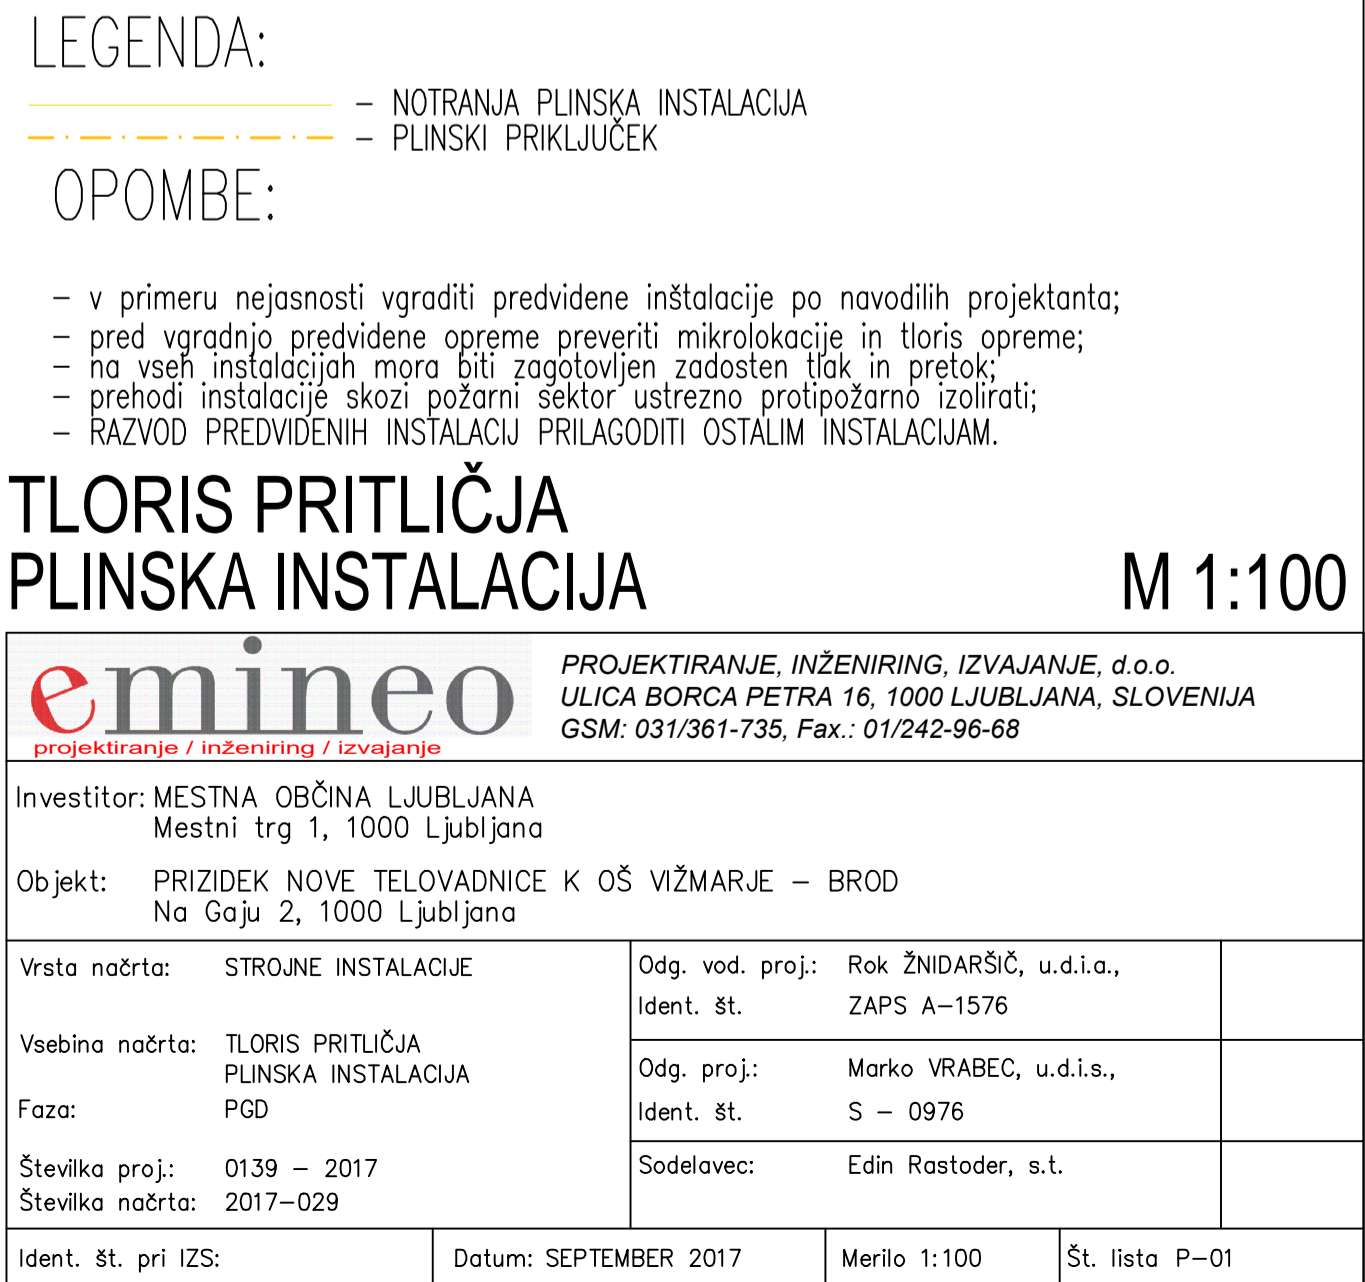 LEGENDA:
– NOTRANJA PLINSKA INSTALACIJA
– PLINSKI PRIKLJUČEK
OPOMBE:
– v primeru nejasnosti vgraditi predvidene inštalacije po navodilih projektanta;
– pred vgradnjo predvidene opreme preveriti mikrolokacije in tloris opreme;
– na vseh instalacijah mora biti zagotovljen zadosten tlak in pretok;
– prehodi instalacije skozi požarni sektor ustrezno protipožarno izolirati;
– RAZVOD PREDVIDENIH INSTALACIJ PRILAGODITI OSTALIM INSTALACIJAM.
TLORIS PRITLIČJA
PLINSKA INSTALACIJA M 1:100
emineo
projektiranje / inženiring / izvajanje
PROJEKTIRANJE, INŽENIRING, IZVAJANJE, d.o.o.
ULICA BORCA PETRA 16, 1000 LJUBLJANA, SLOVENIJA
GSM: 031/361-735, Fax.: 01/242-96-68
Investitor: MESTNA OBČINA LJUBLJANA
Mestni trg 1, 1000 Ljubljana
Objekt: PRIZIDEK NOVE TELOVADNICE K OŠ VIŽMARJE – BROD
Na Gaju 2, 1000 Ljubljana
Vrsta načrta: STROJNE INSTALACIJE
Vsebina načrta: TLORIS PRITLIČJA
PLINSKA INSTALACIJA
Faza: PGD
Številka proj.: 0139 – 2017
Številka načrta: 2017–029
Odg. vod. proj.: Rok ŽNIDARŠIČ, u.d.i.a.,
Ident. št. ZAPS A–1576
Odg. proj.: Marko VRABEC, u.d.i.s.,
Ident. št. S – 0976
Sodelavec: Edin Rastoder, s.t.
Ident. št. pri IZS:
Datum: SEPTEMBER 2017
Merilo 1:100
Št. lista P–01